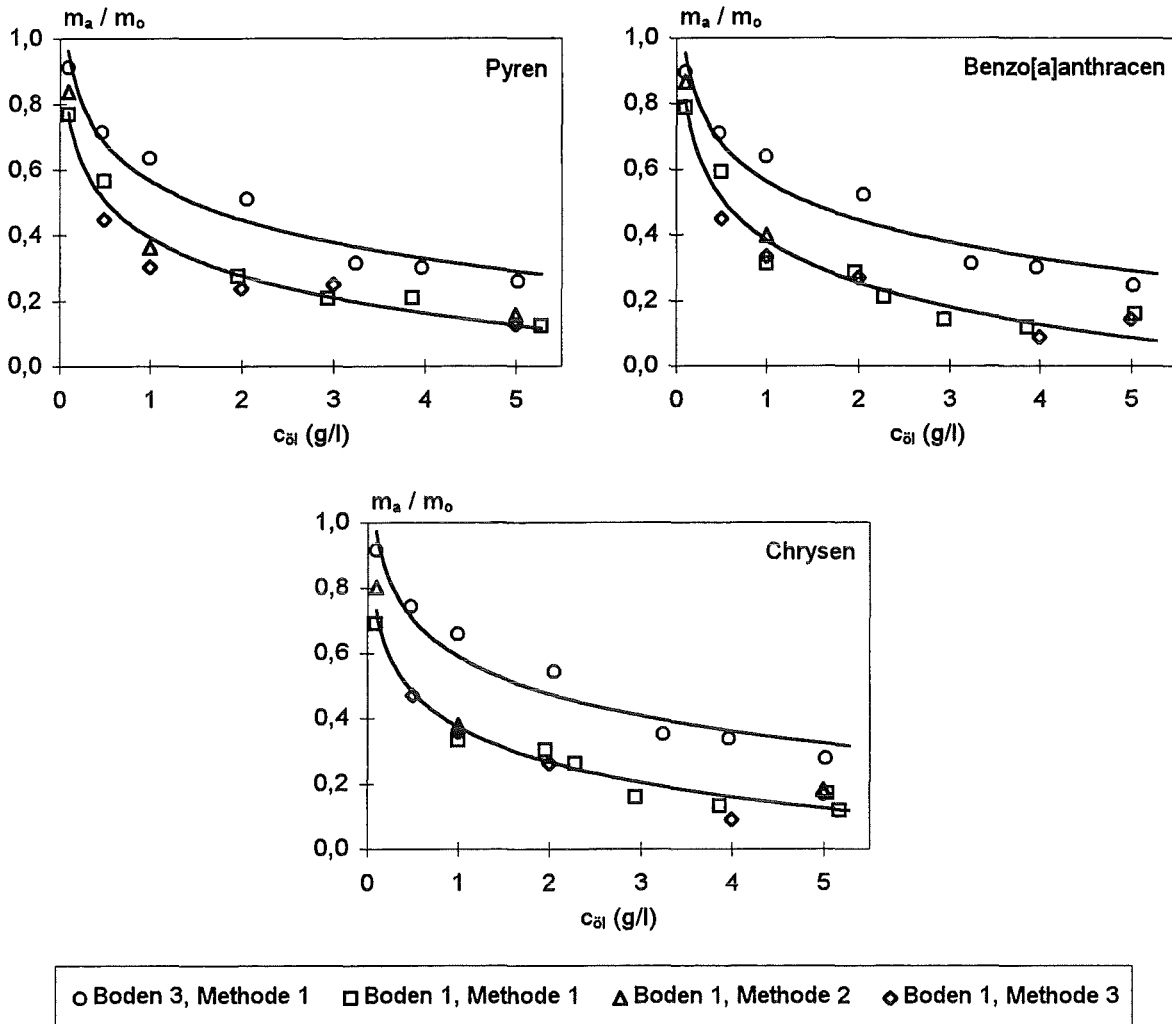 m_a / m_o
1,0
Pyren
0,8
0,6
0,4
0,2
0,0
0 1 2 3 4 5
c_öl (g/l)
m_a / m_o
1,0
Benzo[a]anthracen
0,8
0,6
0,4
0,2
0,0
0 1 2 3 4 5
c_öl (g/l)
m_a / m_o
1,0
Chrysen
0,8
0,6
0,4
0,2
0,0
0 1 2 3 4 5
c_öl (g/l)
Boden 3, Methode 1 Boden 1, Methode 1 Boden 1, Methode 2 Boden 1, Methode 3